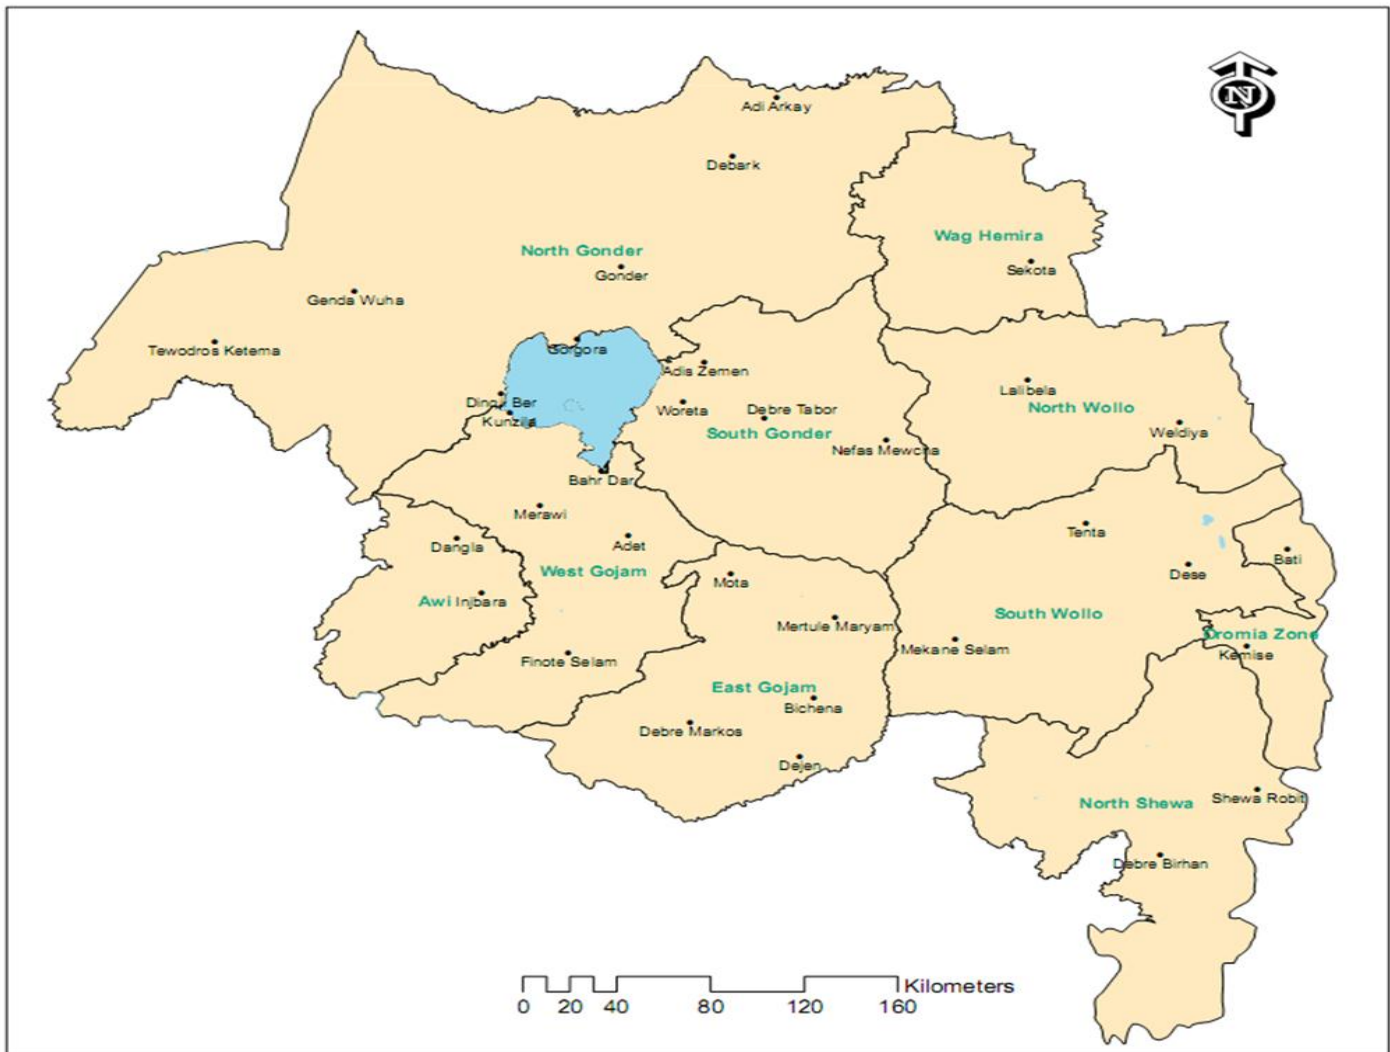 N
Adi Arkay
Debark
Wag Hemira
North Gonder
Sekota
Gonder
Genda Wuha
Tewodros Ketema
Gorgora
Adis Zemen
Lalibela
Dingir Ber
Woreta
Debre Tabor
North Wollo
Kunzila
South Gonder
Weldiya
Nefas Mewcha
Bahr Dar
Merawi
Tenta
Dangla
Adet
Bati
West Gojam
Dese
Mota
Awi
Injbara
South Wollo
Mertule Maryam
Oromia Zone
Mekane Selam
Kemise
Finote Selam
East Gojam
Bichena
Debre Markos
Dejen
North Shewa
Shewa Robit
Debre Birhan
Kilometers
0 20 40 80 120 160